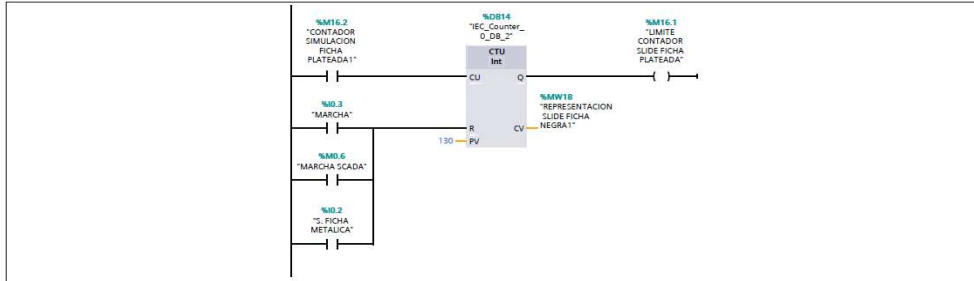 %M16.2
"CONTADOR
SIMULACION
FICHA
PLATEADA1"
%DB14
"IEC_Counter_
0_DB_2"
CTU
Int
CU
Q
%M16.1
"LIMITE
CONTADOR
SLIDE FICHA
PLATEADA"
%I0.3
"MARCHA"
R
CV
%MW18
"REPRESENTACION
SLIDE FICHA
NEGRA1"
130
PV
%M0.6
"MARCHA SCADA"
%I0.2
"S. FICHA
METALICA"